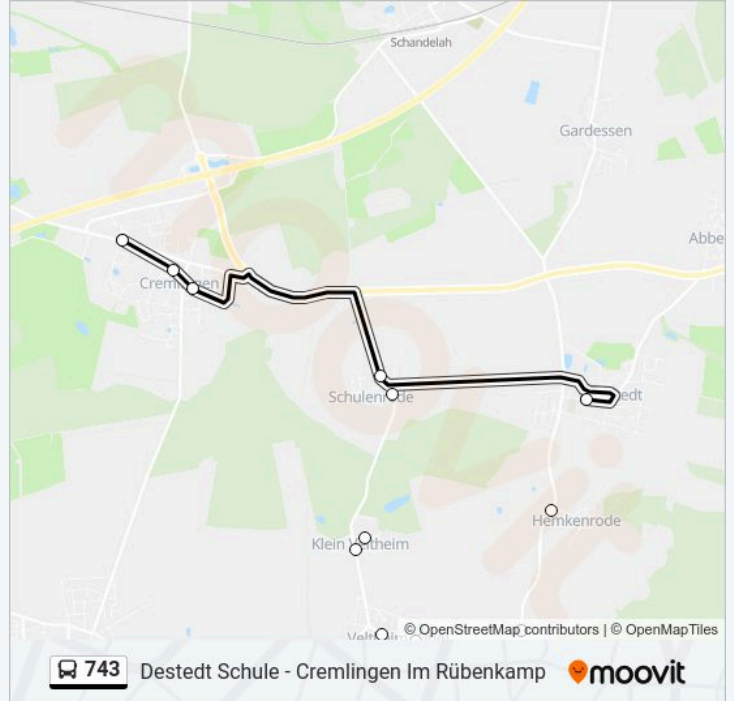 Schandelah
Gardessen
Abbe
Cremlingen
Schulenrode
edt
Hemkenrode
Klein Veltheim
Velth
© OpenStreetMap contributors | © OpenMapTiles
743 Destedt Schule - Cremlingen Im Rübenkamp moovit